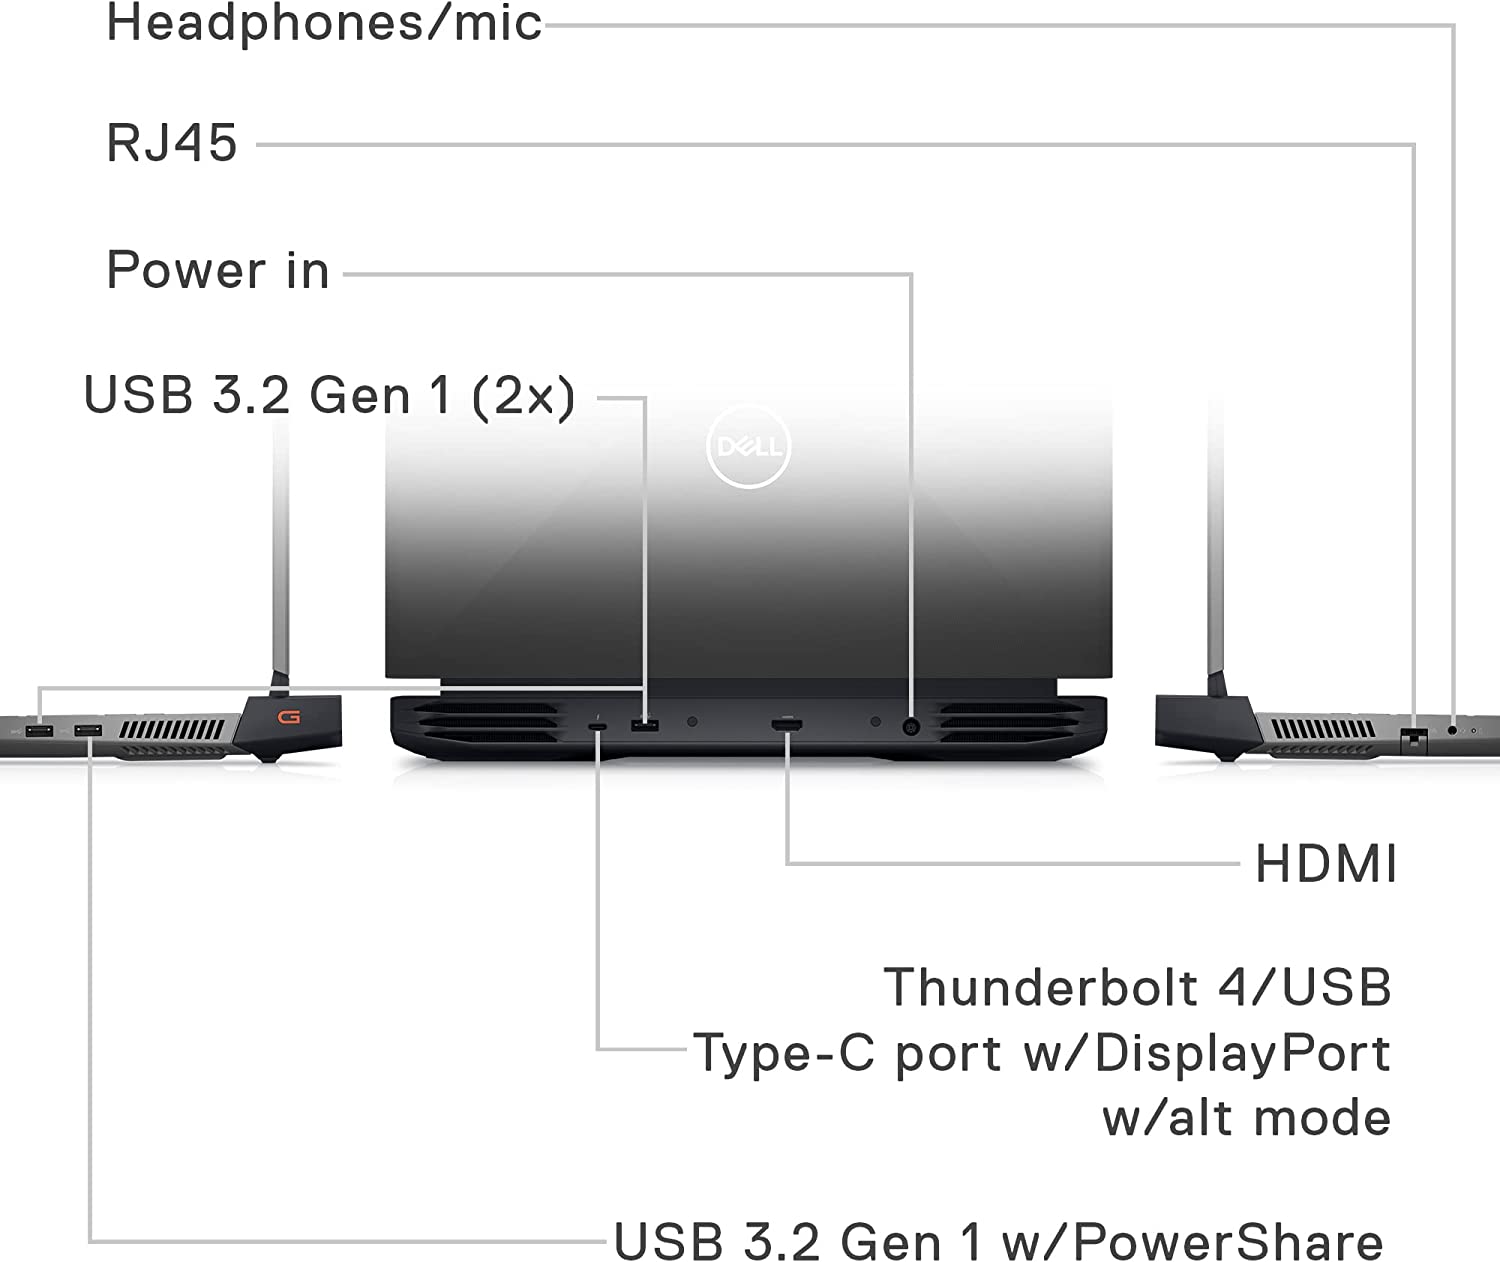 Headphones/mic
RJ45
Power in
USB 3.2 Gen 1 (2x)
DELL
G
HDMI
Thunderbolt 4/USB
Type-C port w/DisplayPort
w/alt mode
USB 3.2 Gen 1 w/PowerShare